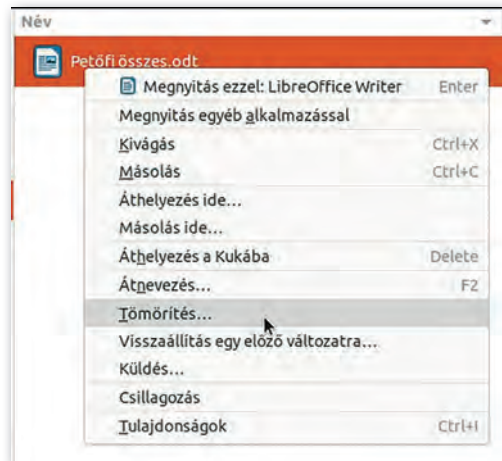 Név
Petőfi összes.odt
Megnyitás ezzel: LibreOffice Writer Enter
Megnyitás egyéb alkalmazással
Kivágás Ctrl+X
Másolás Ctrl+C
Áthelyezés ide...
Másolás ide...
Áthelyezés a Kukába Delete
Átnevezés... F2
Tömörítés...
Visszaállítás egy előző változatra...
Küldés...
Csillagozás
Tulajdonságok Ctrl+I